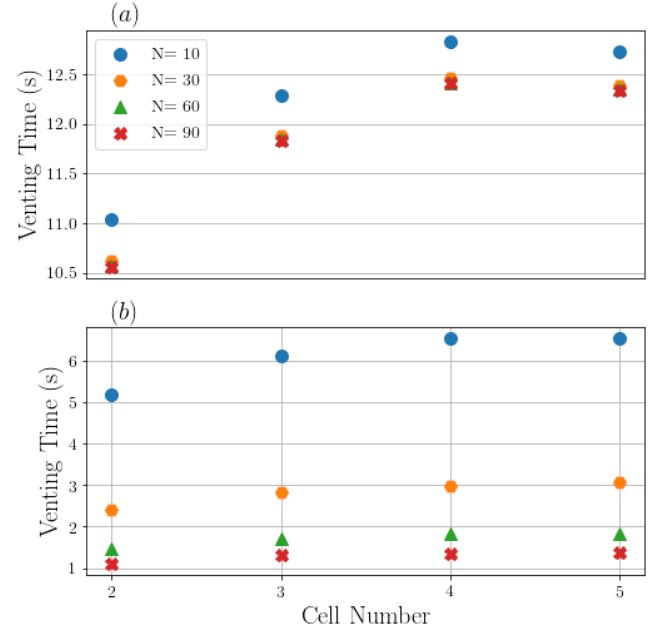 (a)
Venting Time (s)
12.5
12.0
11.5
11.0
10.5
N= 10
N= 30
N= 60
N= 90
(b)
Venting Time (s)
6
5
4
3
2
1
2 3 4 5
Cell Number